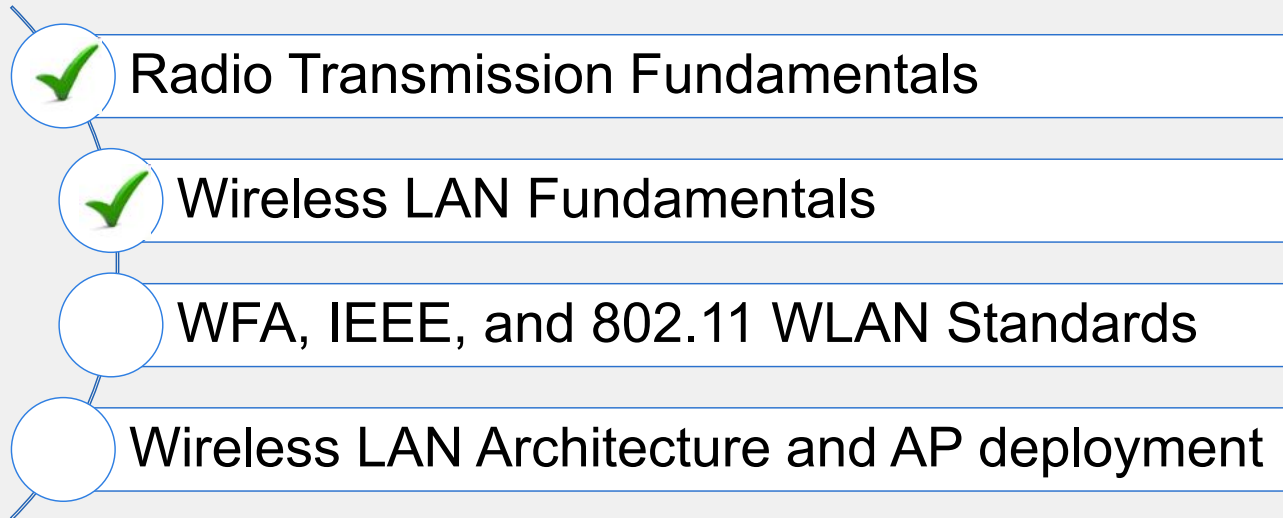 Radio Transmission Fundamentals
Wireless LAN Fundamentals
WFA, IEEE, and 802.11 WLAN Standards
Wireless LAN Architecture and AP deployment